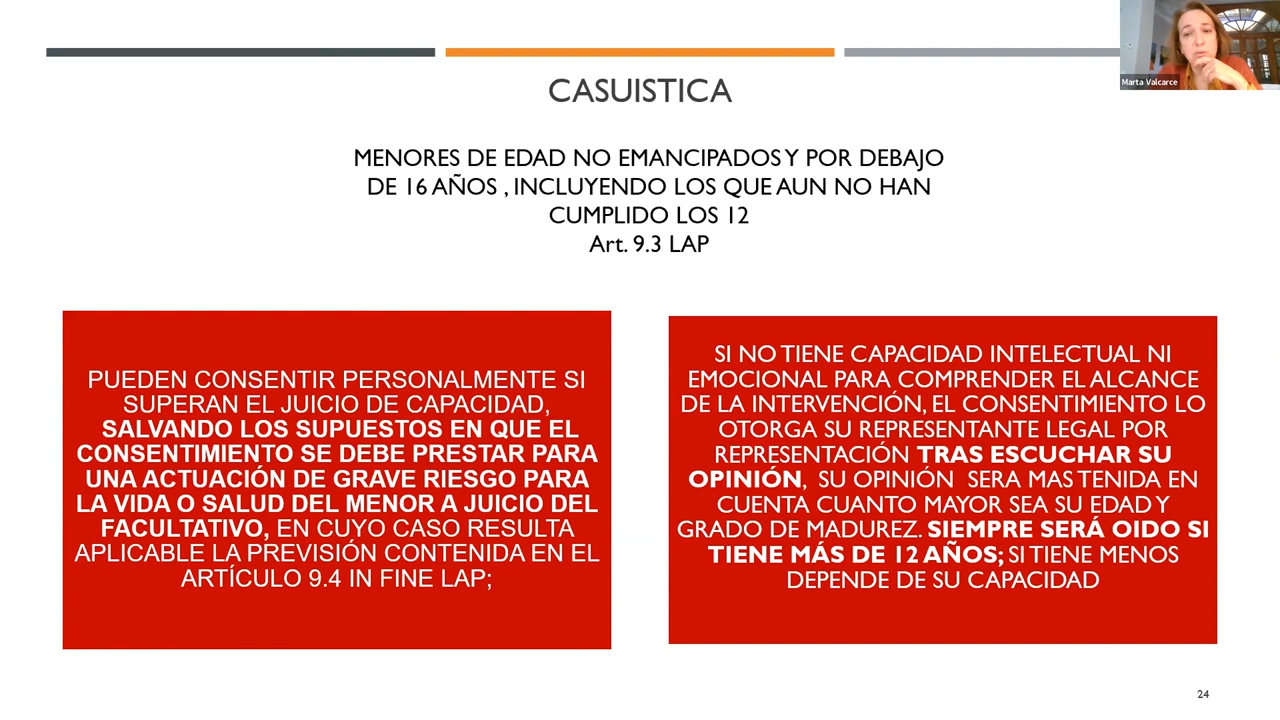 Marta Valcarce
CASUISTICA
MENORES DE EDAD NO EMANCIPADOS Y POR DEBAJO
DE 16 AÑOS , INCLUYENDO LOS QUE AUN NO HAN
CUMPLIDO LOS 12
Art. 9.3 LAP
PUEDEN CONSENTIR PERSONALMENTE SI
SUPERAN EL JUICIO DE CAPACIDAD,
SALVANDO LOS SUPUESTOS EN QUE EL
CONSENTIMIENTO SE DEBE PRESTAR PARA
UNA ACTUACIÓN DE GRAVE RIESGO PARA
LA VIDA O SALUD DEL MENOR A JUICIO DEL
FACULTATIVO, EN CUYO CASO RESULTA
APLICABLE LA PREVISIÓN CONTENIDA EN EL
ARTÍCULO 9.4 IN FINE LAP;
SI NO TIENE CAPACIDAD INTELECTUAL NI
EMOCIONAL PARA COMPRENDER EL ALCANCE
DE LA INTERVENCIÓN, EL CONSENTIMIENTO LO
OTORGA SU REPRESENTANTE LEGAL POR
REPRESENTACIÓN TRAS ESCUCHAR SU
OPINIÓN, SU OPINIÓN SERA MAS TENIDA EN
CUENTA CUANTO MAYOR SEA SU EDAD Y
GRADO DE MADUREZ. SIEMPRE SERÁ OIDO SI
TIENE MÁS DE 12 AÑOS; SI TIENE MENOS
DEPENDE DE SU CAPACIDAD
24